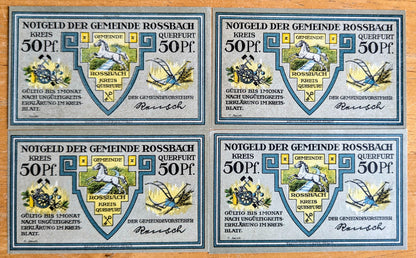 NOTGELD DER GEMEINDE ROSSBACH
KREIS QUERFURT
50 Pf. 50 Pf.
GEMEINDE
ROSSBACH
KREIS
QUERFURT
GÜLTIG BIS 1 MONAT
NACH UNGÜLTIGKEITS-
ERKLÄRUNG IM KREIS-
BLATT.
DER GEMEINDEVORSTEHER
Rausch
NOTGELD DER GEMEINDE ROSSBACH
KREIS QUERFURT
50 Pf. 50 Pf.
GEMEINDE
ROSSBACH
KREIS
QUERFURT
GÜLTIG BIS 1 MONAT
NACH UNGÜLTIGKEITS-
ERKLÄRUNG IM KREIS-
BLATT.
DER GEMEINDEVORSTEHER
Rausch
NOTGELD DER GEMEINDE ROSSBACH
KREIS QUERFURT
50 Pf. 50 Pf.
GEMEINDE
ROSSBACH
KREIS
QUERFURT
GÜLTIG BIS 1 MONAT
NACH UNGÜLTIGKEITS-
ERKLÄRUNG IM KREIS-
BLATT.
DER GEMEINDEVORSTEHER
Rausch
NOTGELD DER GEMEINDE ROSSBACH
KREIS QUERFURT
50 Pf. 50 Pf.
GEMEINDE
ROSSBACH
KREIS
QUERFURT
GÜLTIG BIS 1 MONAT
NACH UNGÜLTIGKEITS-
ERKLÄRUNG IM KREIS-
BLATT.
DER GEMEINDEVORSTEHER
Rausch